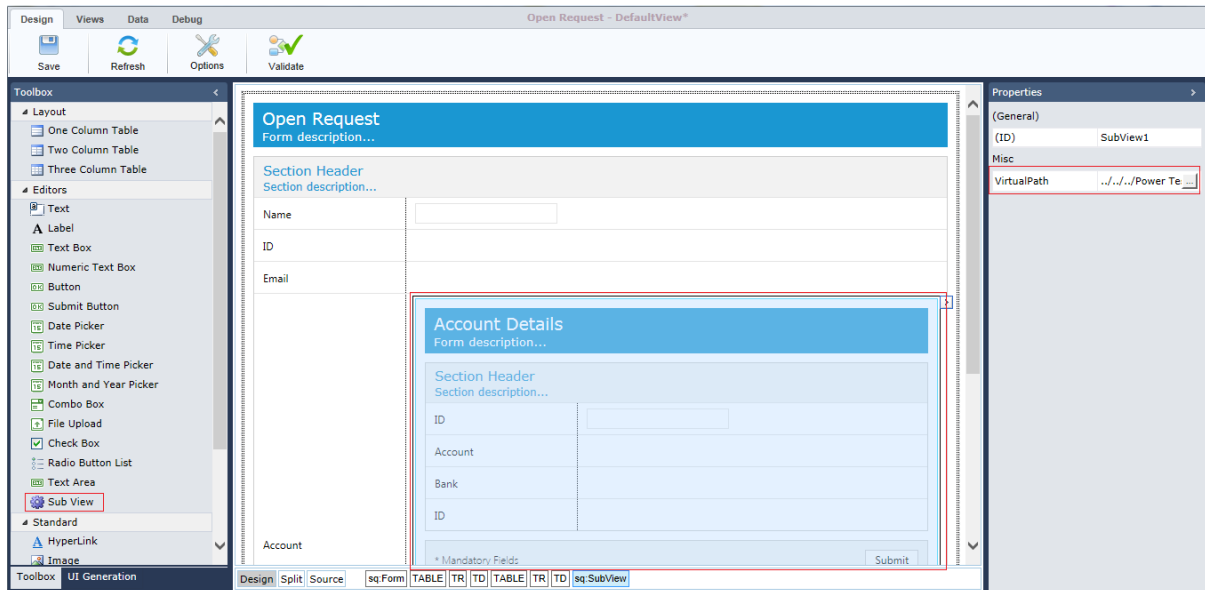 Design Views Data Debug
Open Request - DefaultView*
Save Refresh Options Validate
Toolbox
Layout
One Column Table
Two Column Table
Three Column Table
Editors
Text
Label
Text Box
Numeric Text Box
Button
Submit Button
Date Picker
Time Picker
Date and Time Picker
Month and Year Picker
Combo Box
File Upload
Check Box
Radio Button List
Text Area
Sub View
Standard
HyperLink
Image
Toolbox UI Generation
Open Request
Form description...
Section Header
Section description...
Name
ID
Email
Account Details
Form description...
Section Header
Section description...
ID
Account
Bank
ID
Account
* Mandatory Fields Submit
Design Split Source sq:Form TABLE TR TD TABLE TR TD sq:SubView
Properties
(General)
(ID) SubView1
Misc
VirtualPath ../../../Power Te ...